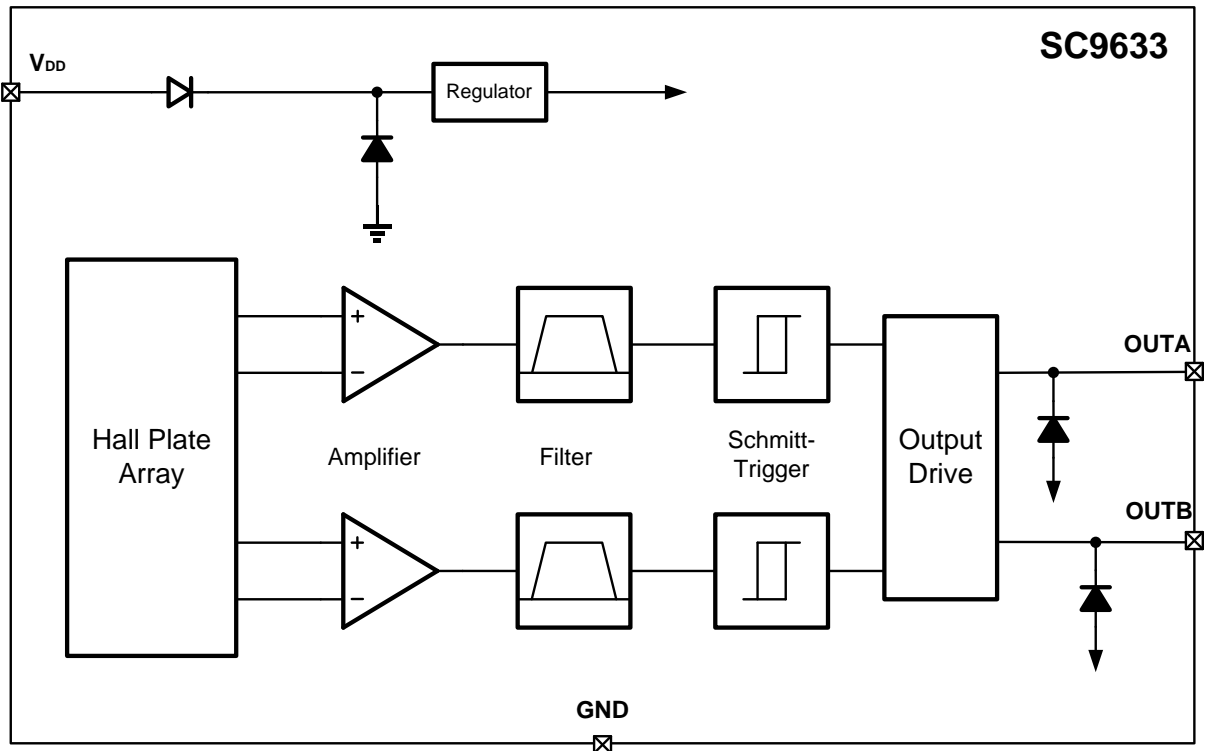 SC9633
VDD
Regulator
+
−
Hall Plate
Array
Amplifier
Filter
Schmitt-
Trigger
Output
Drive
OUTA
OUTB
+
−
GND